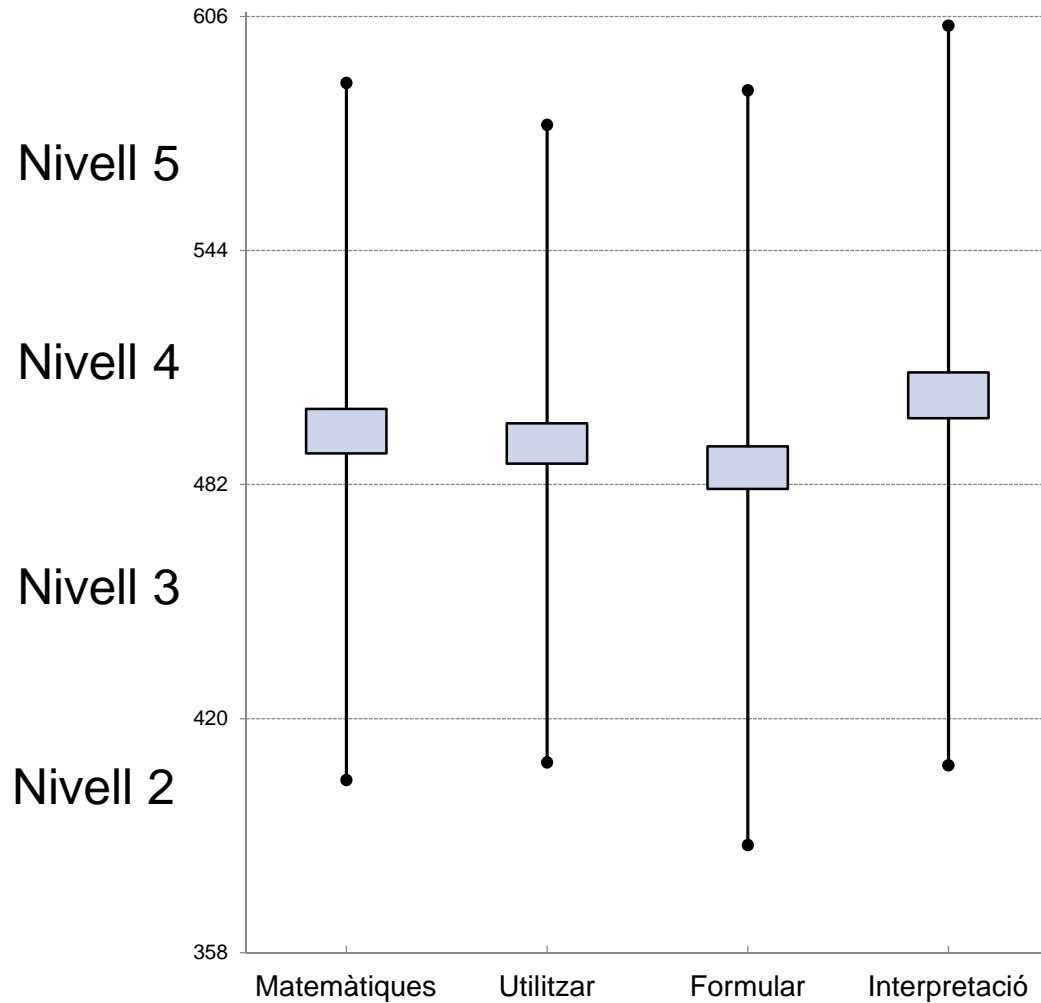 606
Nivell 5
544
Nivell 4
482
Nivell 3
420
Nivell 2
358
Matemàtiques Utilitzar Formular Interpretació